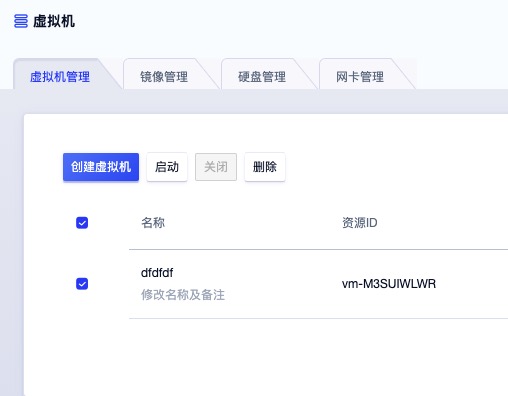 虚拟机
虚拟机管理 镜像管理 硬盘管理 网卡管理
创建虚拟机 启动 关闭 删除
名称 资源ID
dfdfdf
修改名称及备注
vm-M3SUIWLWR